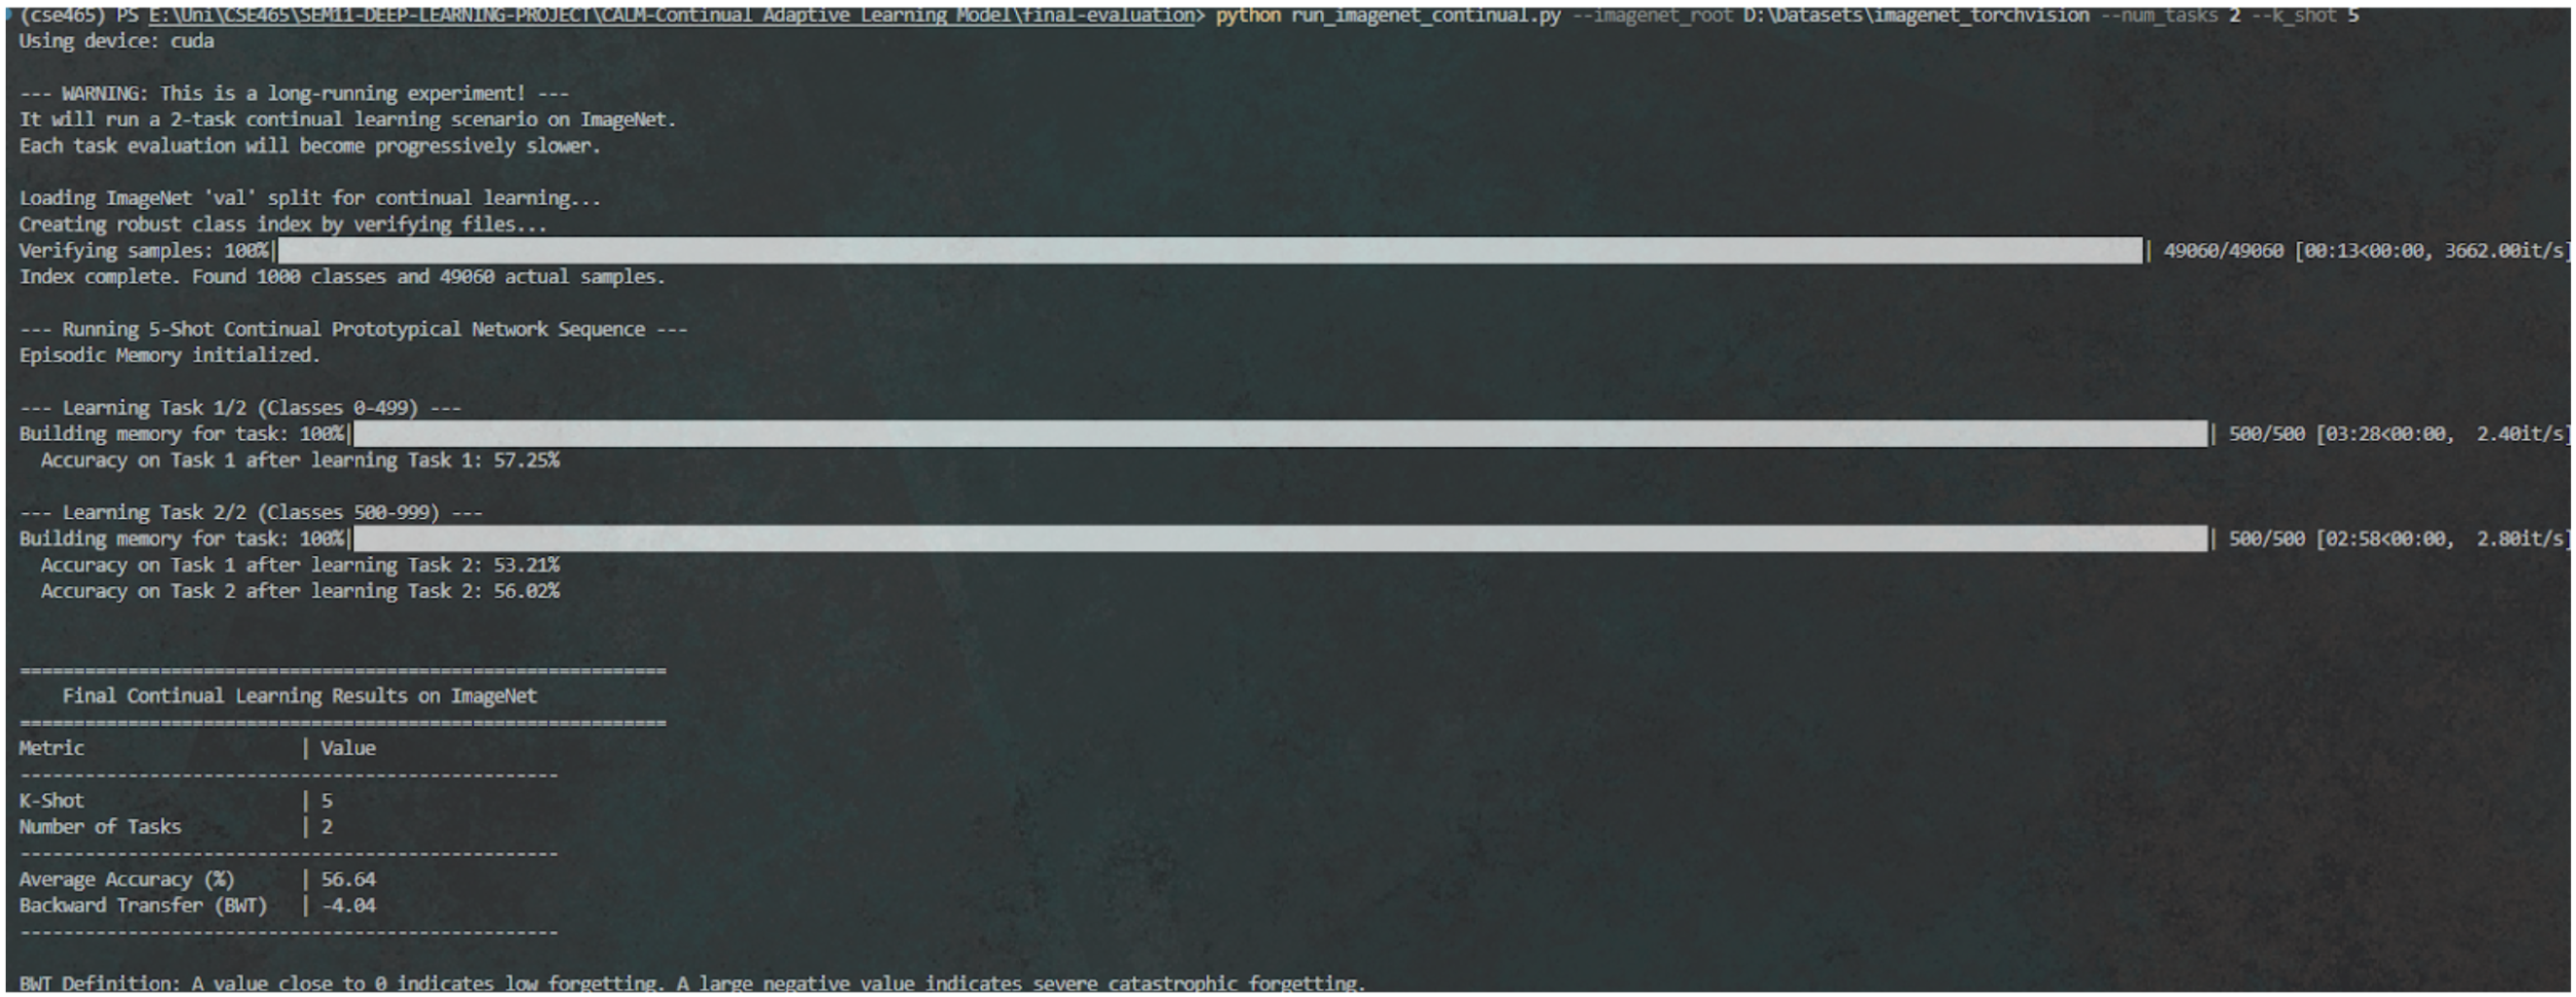 (cse465) PS E:\Uni\CSE465\SEM11-DEEP-LEARNING-PROJECT\CALM-Continual Adaptive Learning Model\final-evaluation> python run_imagenet_continual.py --imagenet_root D:\Datasets\imagenet_torchvision --num_tasks 2 --k_shot 5
Using device: cuda
--- WARNING: This is a long-running experiment! ---
It will run a 2-task continual learning scenario on ImageNet.
Each task evaluation will become progressively slower.
Loading ImageNet 'val' split for continual learning...
Creating robust class index by verifying files...
Verifying samples: 100%| | 49060/49060 [00:13<00:00, 3662.00it/s]
Index complete. Found 1000 classes and 49060 actual samples.
--- Running 5-Shot Continual Prototypical Network Sequence ---
Episodic Memory initialized.
--- Learning Task 1/2 (Classes 0-499) ---
Building memory for task: 100%| | 500/500 [03:28<00:00, 2.40it/s]
Accuracy on Task 1 after learning Task 1: 57.25%
--- Learning Task 2/2 (Classes 500-999) ---
Building memory for task: 100%| | 500/500 [02:58<00:00, 2.80it/s]
Accuracy on Task 1 after learning Task 2: 53.21%
Accuracy on Task 2 after learning Task 2: 56.02%
============================================================
Final Continual Learning Results on ImageNet
============================================================
Metric | Value
--------------------------------------------------
K-Shot | 5
Number of Tasks | 2
--------------------------------------------------
Average Accuracy (%) | 56.64
Backward Transfer (BWT) | -4.04
--------------------------------------------------
BWT Definition: A value close to 0 indicates low forgetting. A large negative value indicates severe catastrophic forgetting.